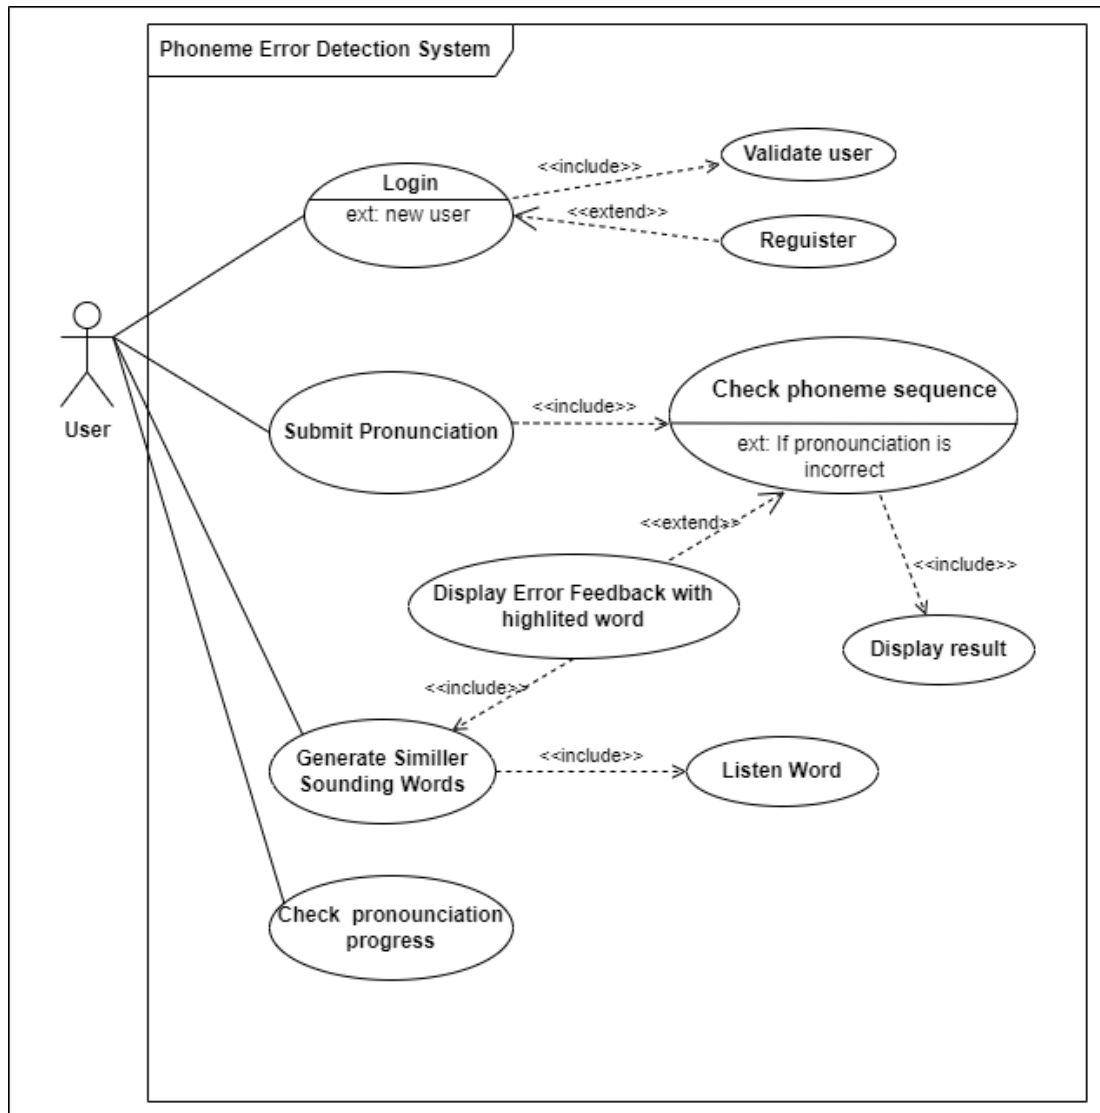 Phoneme Error Detection System
Login
ext: new user
<<include>>
Validate user
<<extend>>
Reguister
User
Submit Pronunciation
<<include>>
Check phoneme sequence
ext: If pronounciation is
incorrect
<<extend>>
<<include>>
Display Error Feedback with
highlited word
Display result
<<include>>
Generate Similler
Sounding Words
<<include>>
Listen Word
Check pronounciation
progress